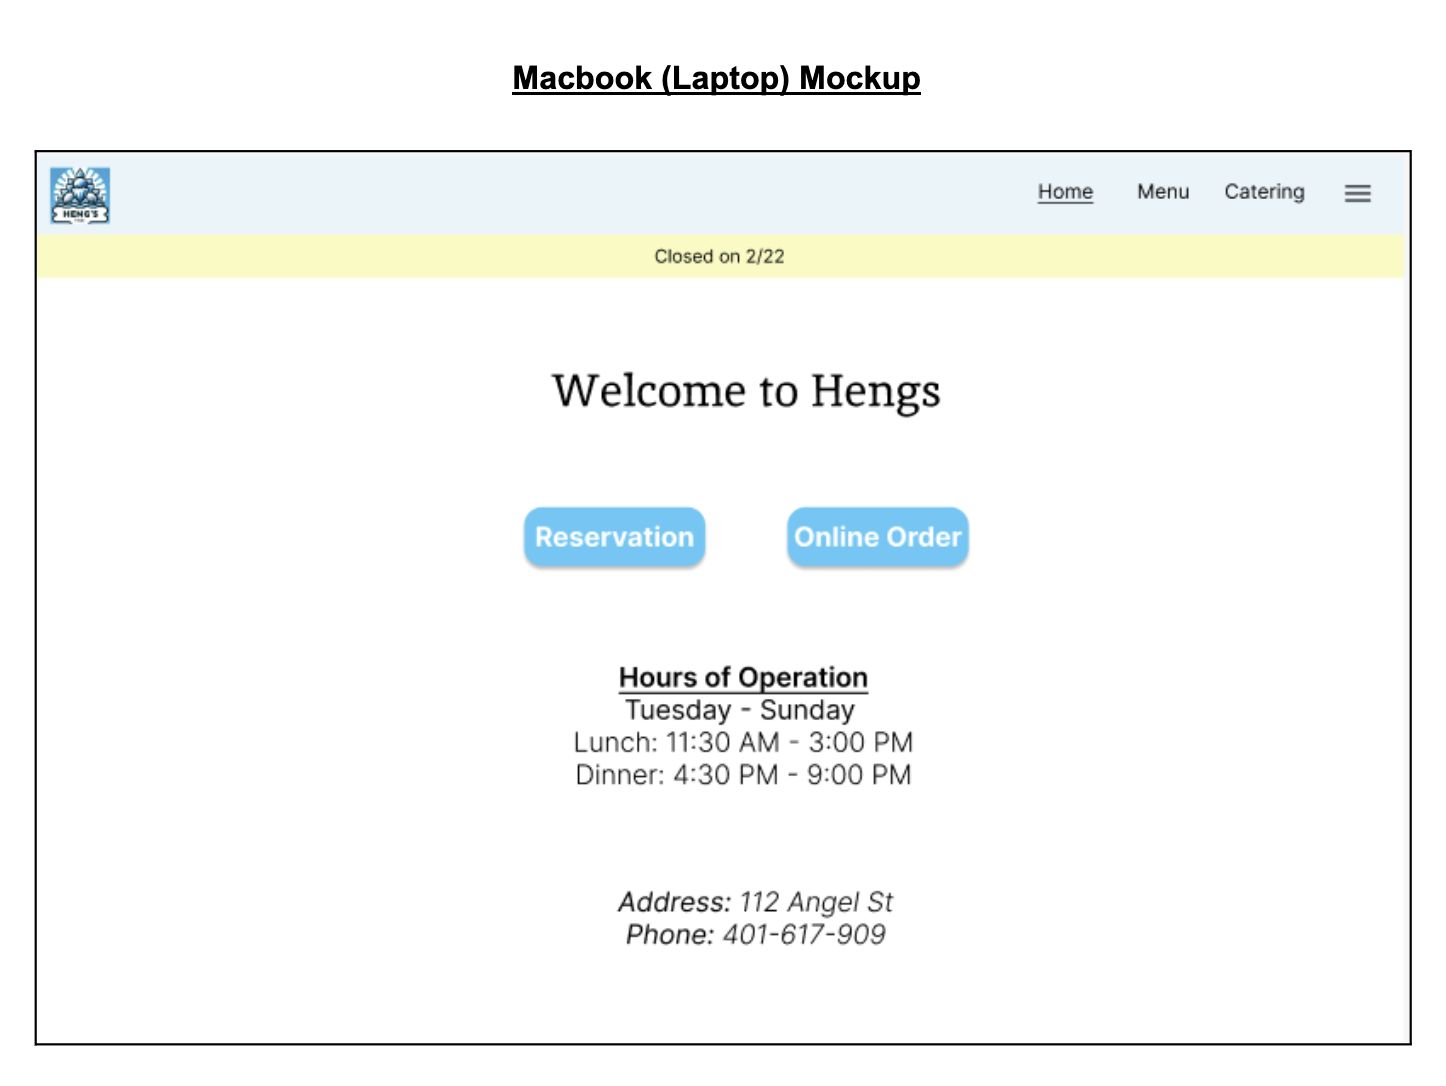 Macbook (Laptop) Mockup
HENG'S
Home Menu Catering
Closed on 2/22
Welcome to Hengs
Reservation Online Order
Hours of Operation
Tuesday - Sunday
Lunch: 11:30 AM - 3:00 PM
Dinner: 4:30 PM - 9:00 PM
Address: 112 Angel St
Phone: 401-617-909